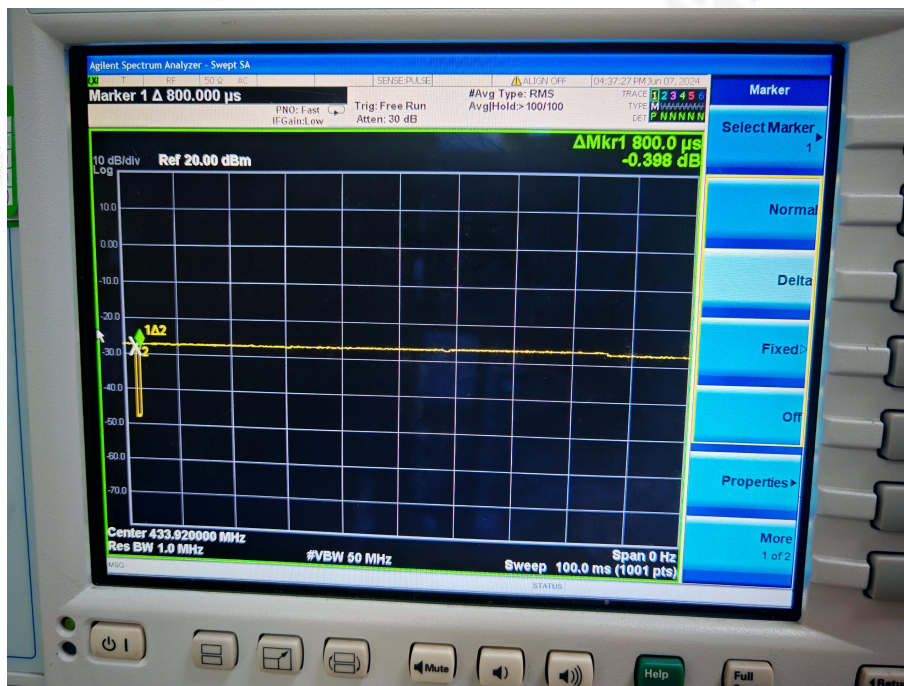 Agilent Spectrum Analyzer - Swept SA
T RF 50 Ω AC SENSE:PULSE ALIGN OFF 04:37:27 PM Jun 07, 2024
Marker 1 Δ 800.000 µs
PNO: Fast
IFGain:Low
Trig: Free Run
Atten: 30 dB
#Avg Type: RMS
Avg|Hold:> 100/100
TRACE 1 2 3 4 5 6
TYPE M
DET P N N N N N
ΔMkr1 800.0 µs
-0.398 dB
10 dB/div Ref 20.00 dBm
Log
10.0
0.00
-10.0
-20.0
-30.0
-40.0
-50.0
-60.0
-70.0
1Δ2
2
Center 433.920000 MHz
Res BW 1.0 MHz
#VBW 50 MHz
Span 0 Hz
Sweep 100.0 ms (1001 pts)
MSG
STATUS
Marker
Select Marker
1
Normal
Delta
Fixed
Off
Properties
More
1 of 2
Mute
Help
Full